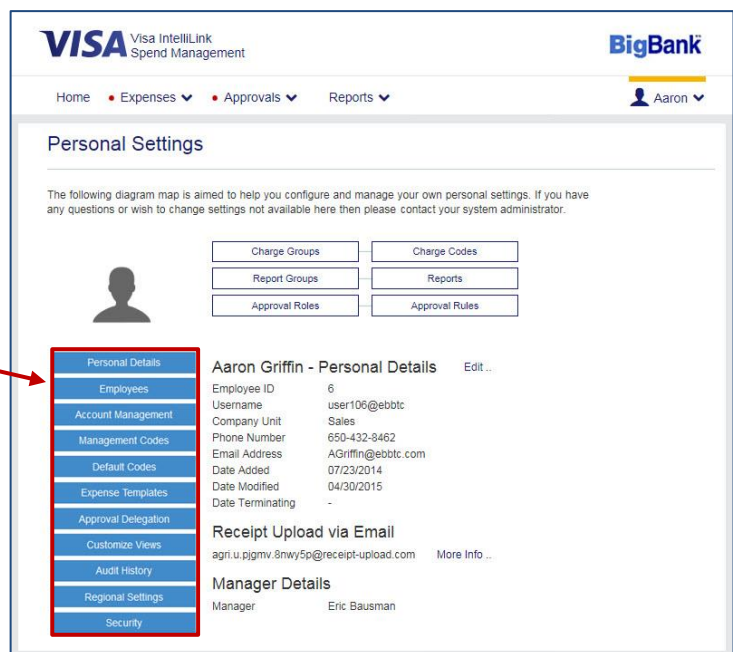 VISA Visa IntelliLink
Spend Management
BigBank
Home • Expenses • Approvals Reports Aaron
Personal Settings
The following diagram map is aimed to help you configure and manage your own personal settings. If you have
any questions or wish to change settings not available here then please contact your system administrator.
Charge Groups Charge Codes
Report Groups Reports
Approval Roles Approval Rules
Personal Details
Employees
Account Management
Management Codes
Default Codes
Expense Templates
Approval Delegation
Customize Views
Audit History
Regional Settings
Security
Aaron Griffin - Personal Details Edit ..
Employee ID 6
Username user106@ebbtc
Company Unit Sales
Phone Number 650-432-8462
Email Address AGriffin@ebbtc.com
Date Added 07/23/2014
Date Modified 04/30/2015
Date Terminating -
Receipt Upload via Email
agri.u.pjgmv.8nwy5p@receipt-upload.com More Info ..
Manager Details
Manager Eric Bausman